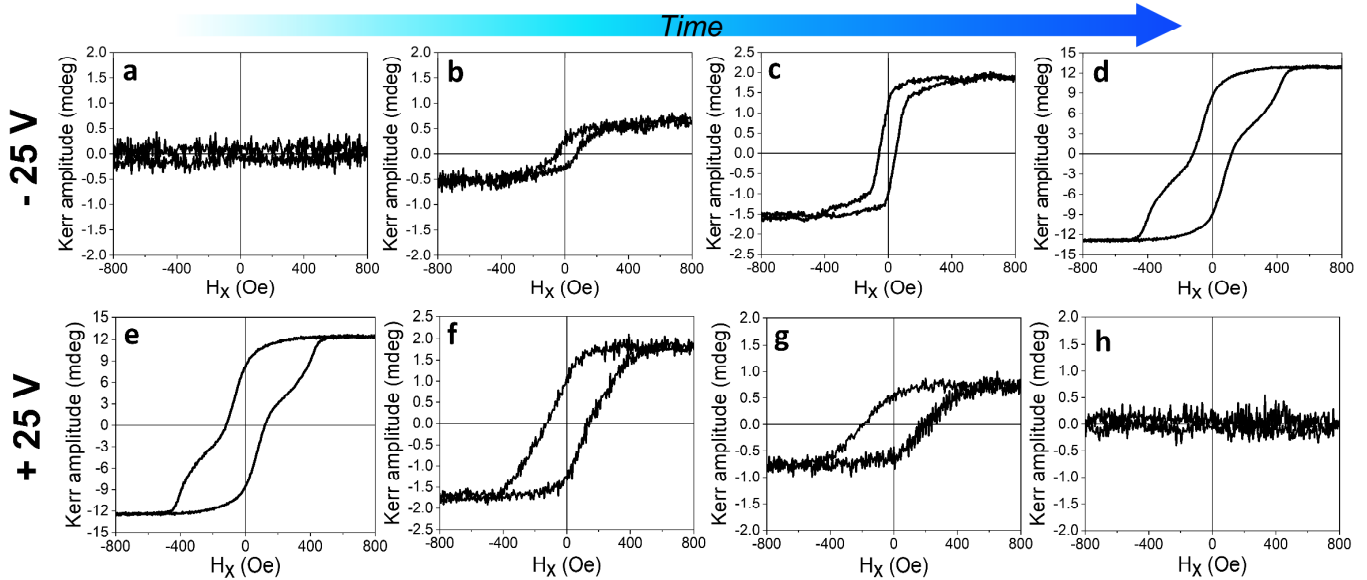 Time
- 25 V
a
Kerr amplitude (mdeg)
2.0
1.5
1.0
0.5
0.0
-0.5
-1.0
-1.5
-2.0
-800 -400 0 400 800
Hx (Oe)
b
Kerr amplitude (mdeg)
2.0
1.5
1.0
0.5
0.0
-0.5
-1.0
-1.5
-2.0
-800 -400 0 400 800
Hx (Oe)
c
Kerr amplitude (mdeg)
2.5
2.0
1.5
1.0
0.5
0.0
-0.5
-1.0
-1.5
-2.0
-2.5
-800 -400 0 400 800
Hx (Oe)
d
Kerr amplitude (mdeg)
15
12
9
6
3
0
-3
-6
-9
-12
-15
-800 -400 0 400 800
Hx (Oe)
+ 25 V
e
Kerr amplitude (mdeg)
15
12
9
6
3
0
-3
-6
-9
-12
-15
-800 -400 0 400 800
Hx (Oe)
f
Kerr amplitude (mdeg)
2.5
2.0
1.5
1.0
0.5
0.0
-0.5
-1.0
-1.5
-2.0
-2.5
-800 -400 0 400 800
Hx (Oe)
g
Kerr amplitude (mdeg)
2.0
1.5
1.0
0.5
0.0
-0.5
-1.0
-1.5
-2.0
-800 -400 0 400 800
Hx (Oe)
h
Kerr amplitude (mdeg)
2.0
1.5
1.0
0.5
0.0
-0.5
-1.0
-1.5
-2.0
-800 -400 0 400 800
Hx (Oe)